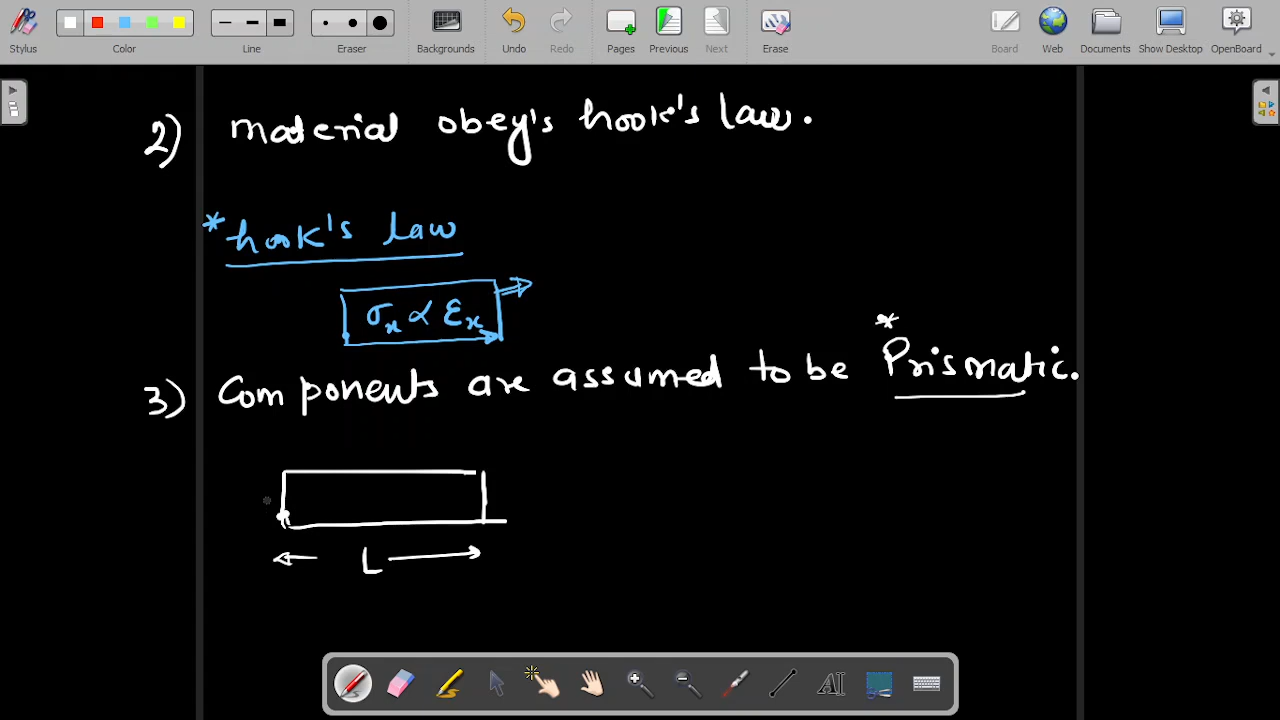 Stylus Color Line Eraser Backgrounds Undo Redo Pages Previous Next Erase Board Web Documents Show Desktop OpenBoard
2) material obey's hook's law.
*hook's law
σx ∝ εx
*
3) Components are assumed to be Prismatic.
L
AI